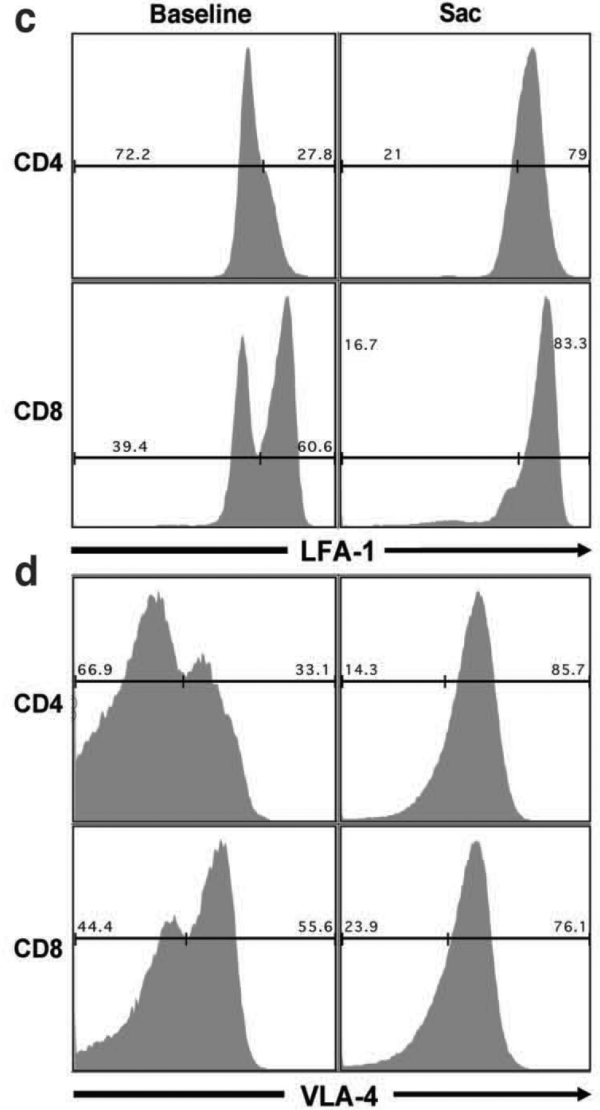 c
Baseline Sac
CD4 72.2 27.8 21 79
CD8 39.4 60.6 16.7 83.3
LFA-1
d
CD4 66.9 33.1 14.3 85.7
CD8 44.4 55.6 23.9 76.1
VLA-4